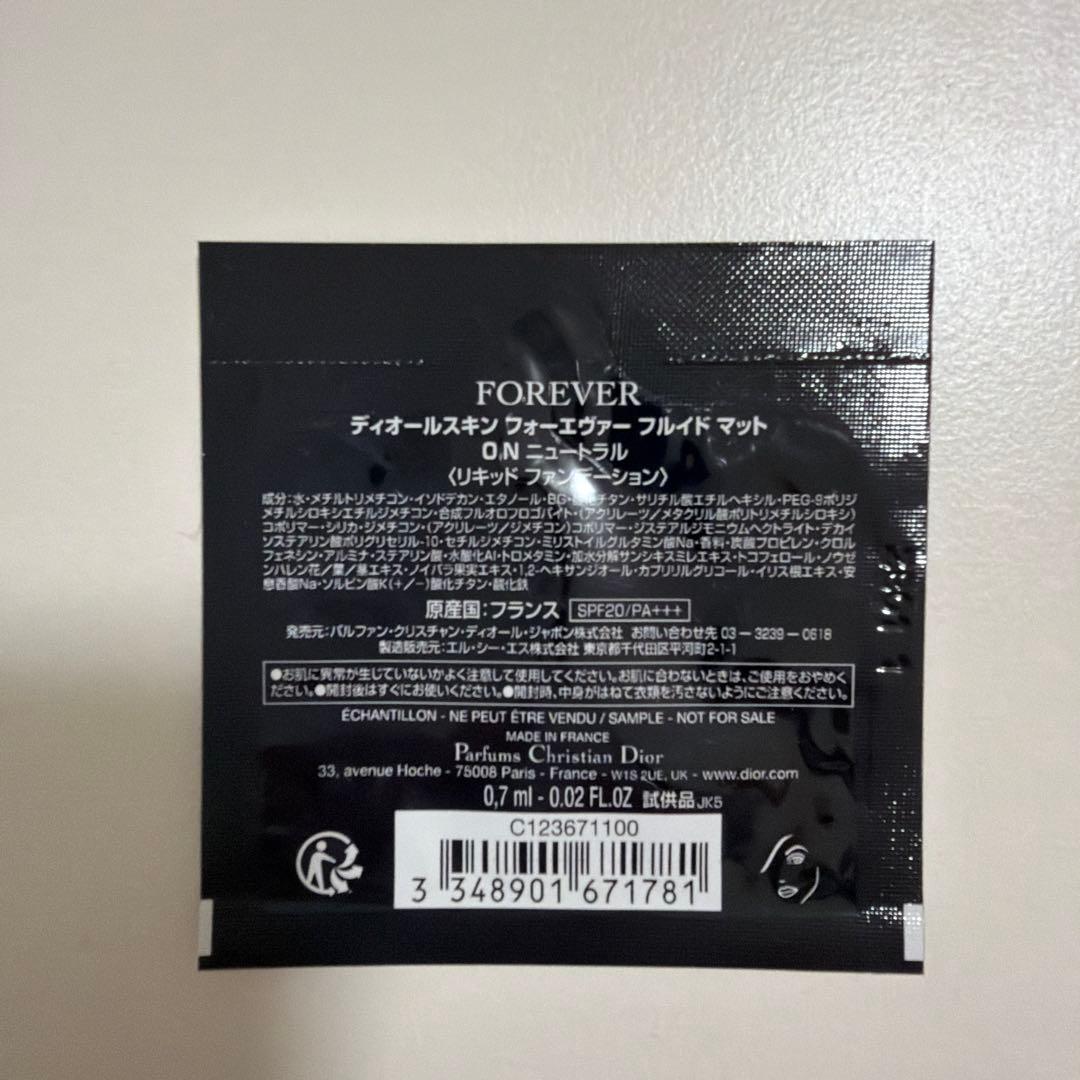 FOREVER
ディオールスキン フォーエヴァー フルイド マット
0,N ニュートラル
〈リキッド ファンデーション〉
成分:水・メチルトリメチコン・イソドデカン・エタノール・BG・酸化チタン・サリチル酸エチルヘキシル・PEG-9ポリジ
メチルシロキシエチルジメチコン・合成フルオロフロゴパイト・(アクリレーツ/メタクリル酸ポリトリメチルシロキシ)
コポリマー・シリカ・ジメチコン・(アクリレーツ/ジメチコン)コポリマー・ジステアルジモニウムヘクトライト・デカイ
ソステアリン酸ポリグリセリル-10・セチルジメチコン・ミリストイルグルタミン酸Na・香料・炭酸プロピレン・クロル
フェネシン・アルミナ・ステアリン酸・水酸化Al・トロメタミン・加水分解サンシキスミレエキス・トコフェロール・ノウゼ
ンハレン花/葉/茎エキス・ノイバラ果実エキス・1,2-ヘキサンジオール・カプリリルグリコール・イリス根エキス・安
息香酸Na・ソルビン酸K(+/-)酸化チタン・酸化鉄
原産国:フランス SPF20/PA+++
発売元:パルファン・クリスチャン・ディオール・ジャポン株式会社 お問い合わせ先 03-3239-0618
製造販売元:エル・シー・エス株式会社 東京都千代田区平河町2-1-1
●お肌に異常が生じていないかよく注意して使用してください。お肌に合わないときは、ご使用をおやめく
ださい。●開封後はすぐにお使いください。●開封時、中身がはねて衣類を汚さないようにご注意ください。
ÉCHANTILLON - NE PEUT ÊTRE VENDU / SAMPLE - NOT FOR SALE
MADE IN FRANCE
Parfums Christian Dior
33, avenue Hoche - 75008 Paris - France - W1S 2UE, UK - www.dior.com
0,7 ml - 0.02 FL.OZ 試供品 JK5
C123671100
3 348901 671781